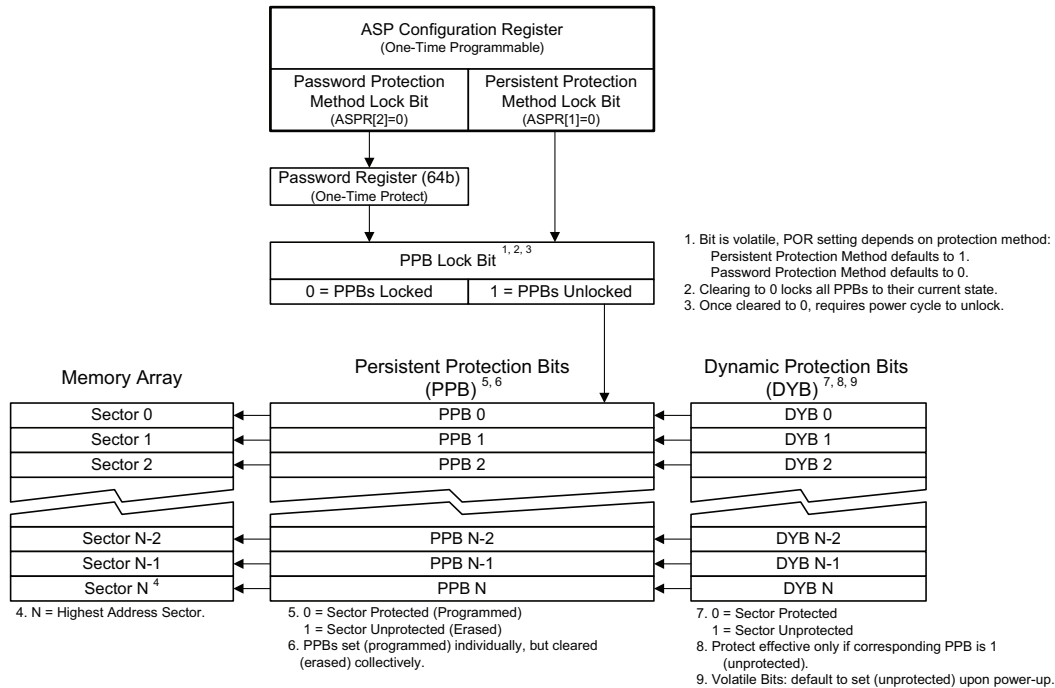 ASP Configuration Register
(One-Time Programmable)
Password Protection
Method Lock Bit
(ASPR[2]=0)
Persistent Protection
Method Lock Bit
(ASPR[1]=0)
Password Register (64b)
(One-Time Protect)
PPB Lock Bit 1, 2, 3
0 = PPBs Locked
1 = PPBs Unlocked
1. Bit is volatile, POR setting depends on protection method:
Persistent Protection Method defaults to 1.
Password Protection Method defaults to 0.
2. Clearing to 0 locks all PPBs to their current state.
3. Once cleared to 0, requires power cycle to unlock.
Memory Array
Sector 0
Sector 1
Sector 2
Sector N-2
Sector N-1
Sector N 4
4. N = Highest Address Sector.
Persistent Protection Bits
(PPB) 5, 6
PPB 0
PPB 1
PPB 2
PPB N-2
PPB N-1
PPB N
5. 0 = Sector Protected (Programmed)
1 = Sector Unprotected (Erased)
6. PPBs set (programmed) individually, but cleared
(erased) collectively.
Dynamic Protection Bits
(DYB) 7, 8, 9
DYB 0
DYB 1
DYB 2
DYB N-2
DYB N-1
DYB N
7. 0 = Sector Protected
1 = Sector Unprotected
8. Protect effective only if corresponding PPB is 1
(unprotected).
9. Volatile Bits: default to set (unprotected) upon power-up.